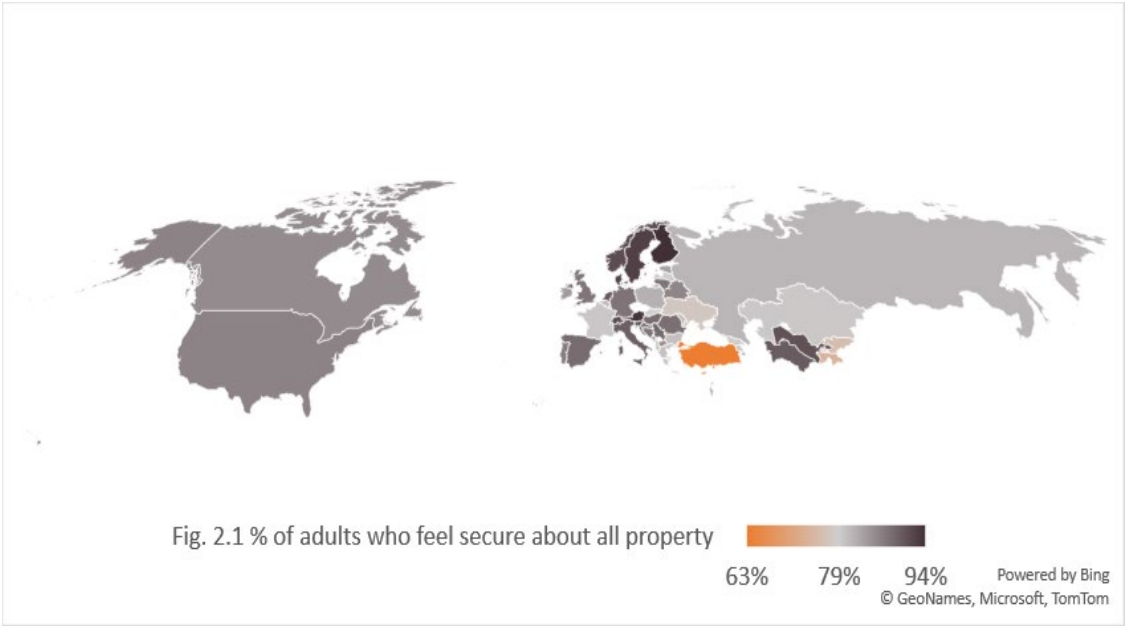 Fig. 2.1 % of adults who feel secure about all property
63% 79% 94%
Powered by Bing
© GeoNames, Microsoft, TomTom